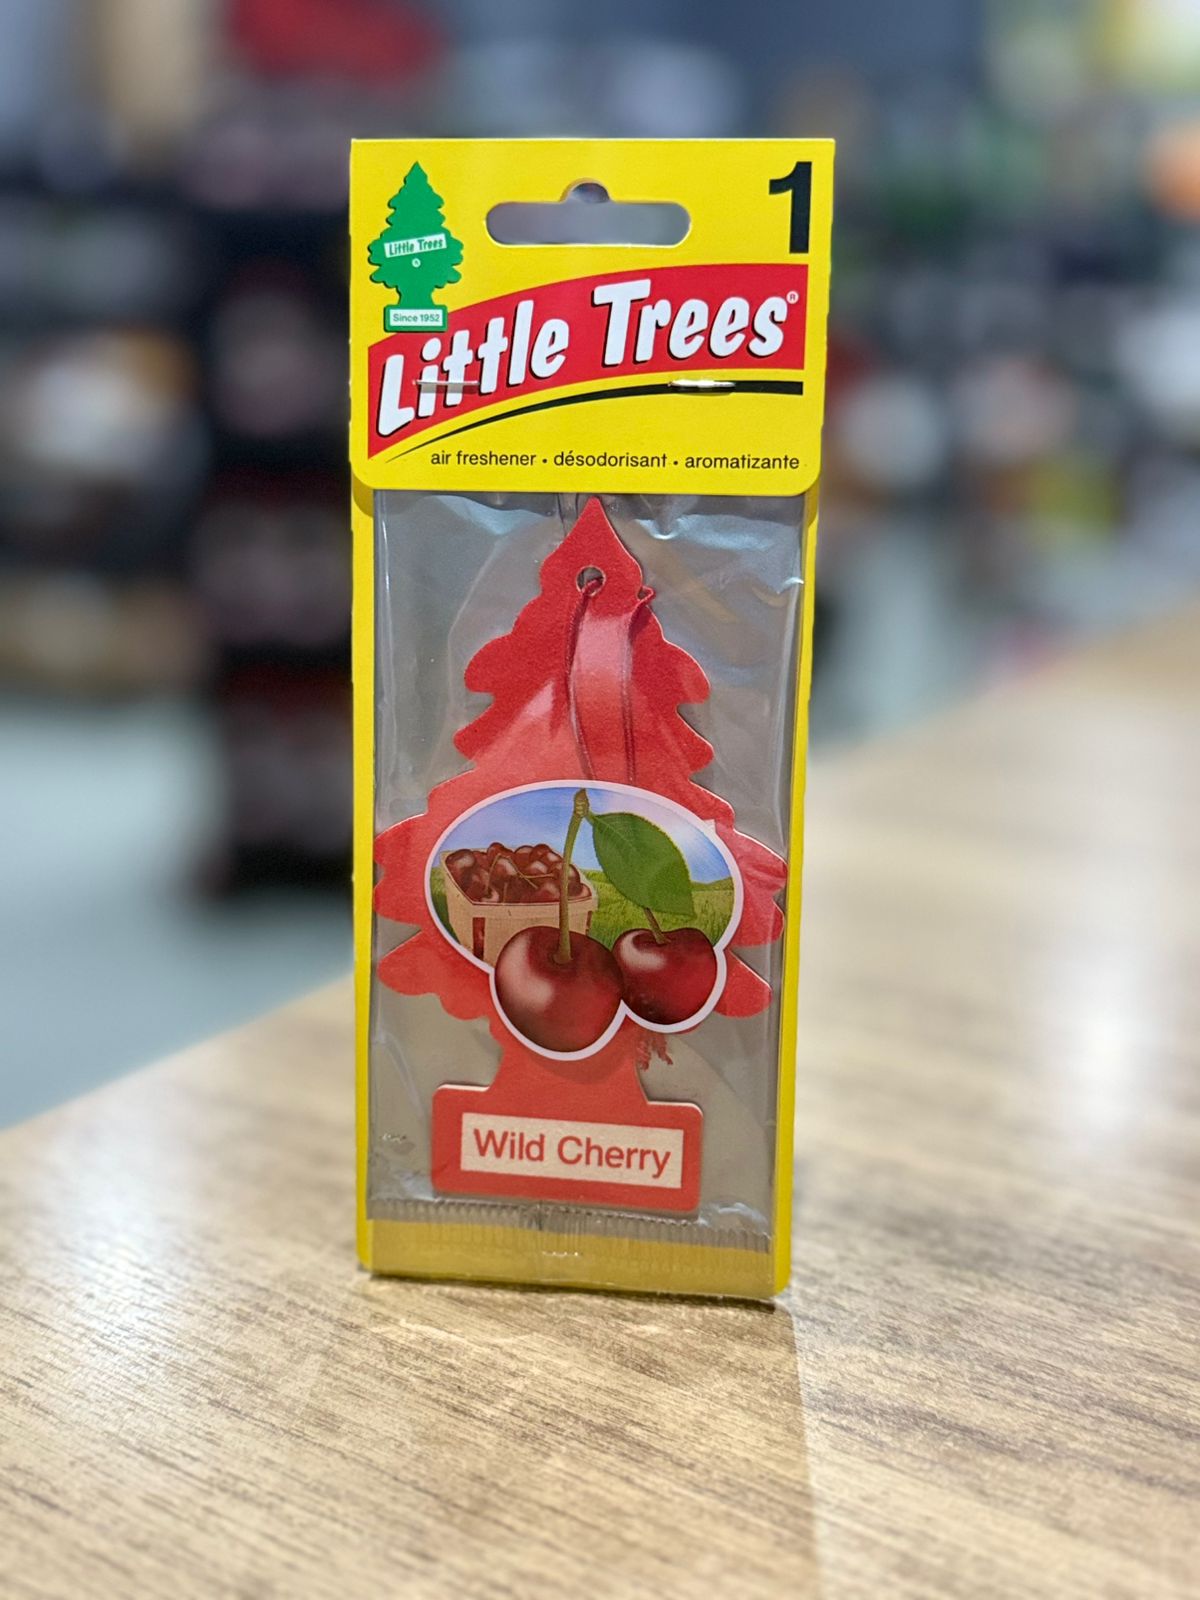 1
Little Trees
®
Since 1952
Little Trees®
air freshener • désodorisant • aromatizante
Wild Cherry